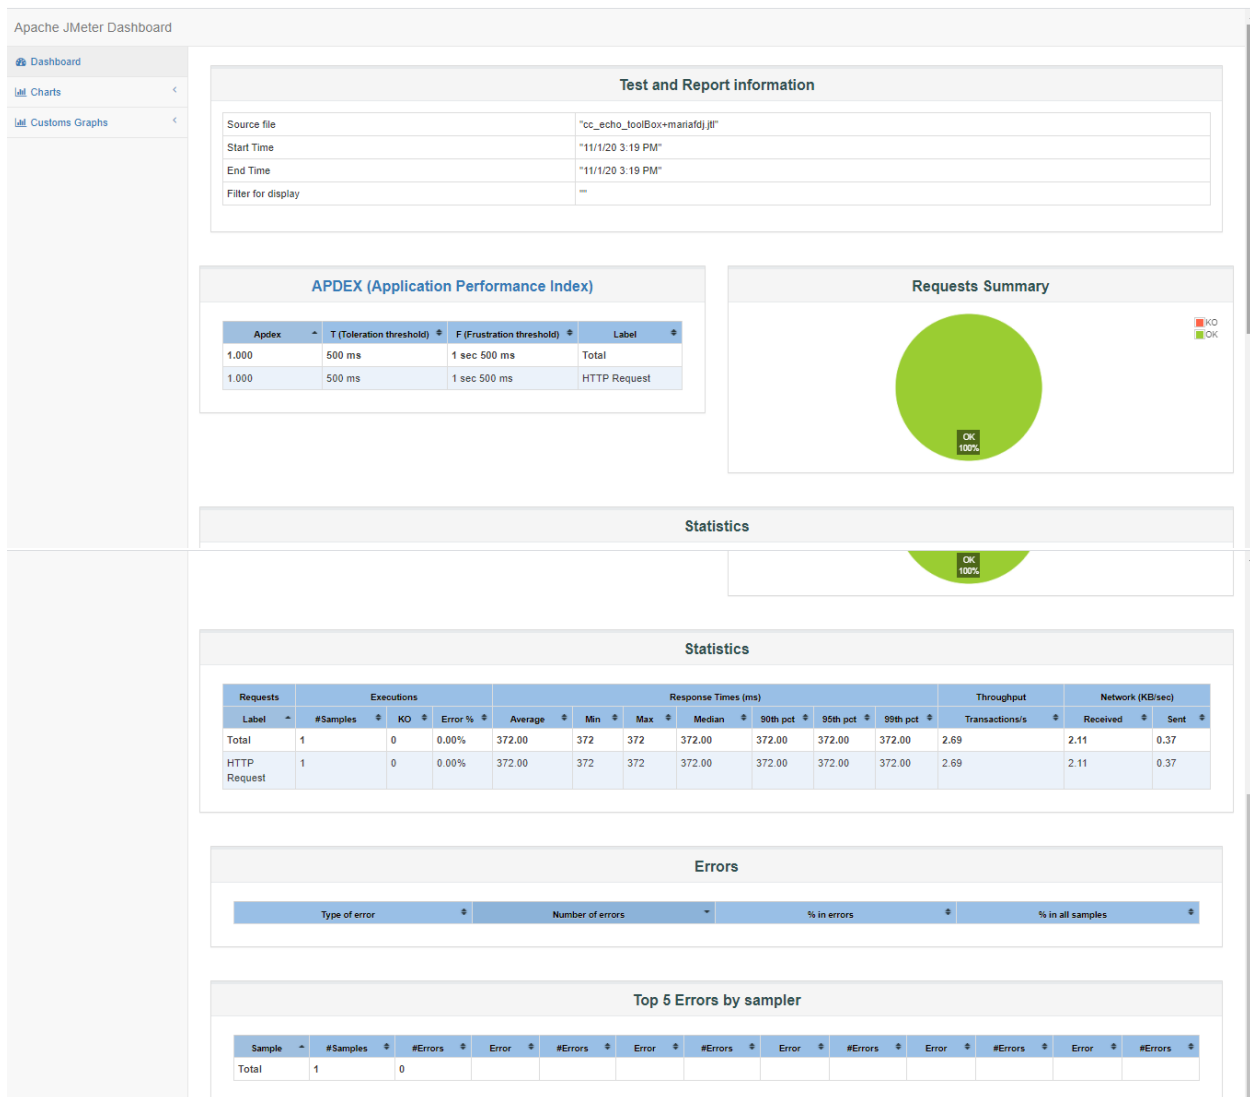 Apache JMeter Dashboard
Dashboard
Charts
Customs Graphs
Test and Report information
Source file "cc_echo_toolBox+mariafdj.jtl"
Start Time "11/1/20 3:19 PM"
End Time "11/1/20 3:19 PM"
Filter for display ""
APDEX (Application Performance Index)
Apdex T (Toleration threshold) F (Frustration threshold) Label
1.000 500 ms 1 sec 500 ms Total
1.000 500 ms 1 sec 500 ms HTTP Request
Requests Summary
KO
OK
OK
100%
Statistics
OK
100%
Statistics
Requests Executions Response Times (ms) Throughput Network (KB/sec)
Label #Samples KO Error % Average Min Max Median 90th pct 95th pct 99th pct Transactions/s Received Sent
Total 1 0 0.00% 372.00 372 372 372.00 372.00 372.00 372.00 2.69 2.11 0.37
HTTP Request 1 0 0.00% 372.00 372 372 372.00 372.00 372.00 372.00 2.69 2.11 0.37
Errors
Type of error Number of errors % in errors % in all samples
Top 5 Errors by sampler
Sample #Samples #Errors Error #Errors Error #Errors Error #Errors Error #Errors Error #Errors
Total 1 0